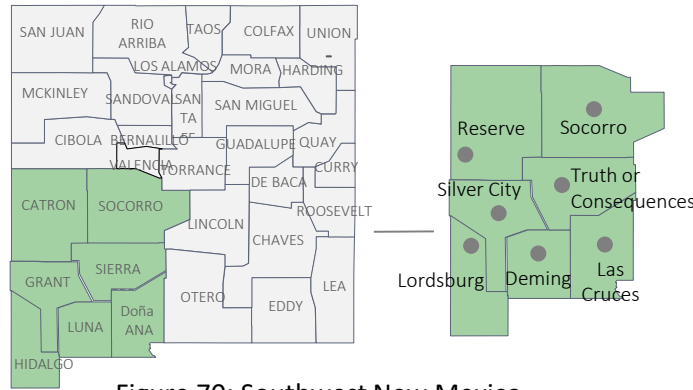 SAN JUAN
RIO
ARRIBA
TAOS
COLFAX
UNION
LOS ALAMOS
MORA
HARDING
MCKINLEY
SANDOVAL
SAN
TA
FE
SAN MIGUEL
CIBOLA
BERNALILLO
GUADALUPE
QUAY
VALENCIA
TORRANCE
CURRY
DE BACA
CATRON
SOCORRO
ROOSEVELT
LINCOLN
CHAVES
SIERRA
GRANT
LEA
OTERO
EDDY
LUNA
Doña
ANA
HIDALGO
Reserve
Socorro
Silver City
Truth or
Consequences
Lordsburg
Deming
Las
Cruces
Figure 70: Southwest New Mexico